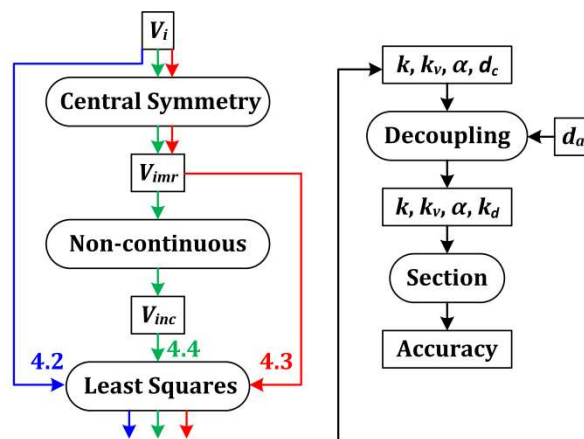 V_i
Central Symmetry
V_imr
Non-continuous
V_inc
4.2
4.4
4.3
Least Squares
k, k_v, α, d_c
Decoupling
d_a
k, k_v, α, k_d
Section
Accuracy